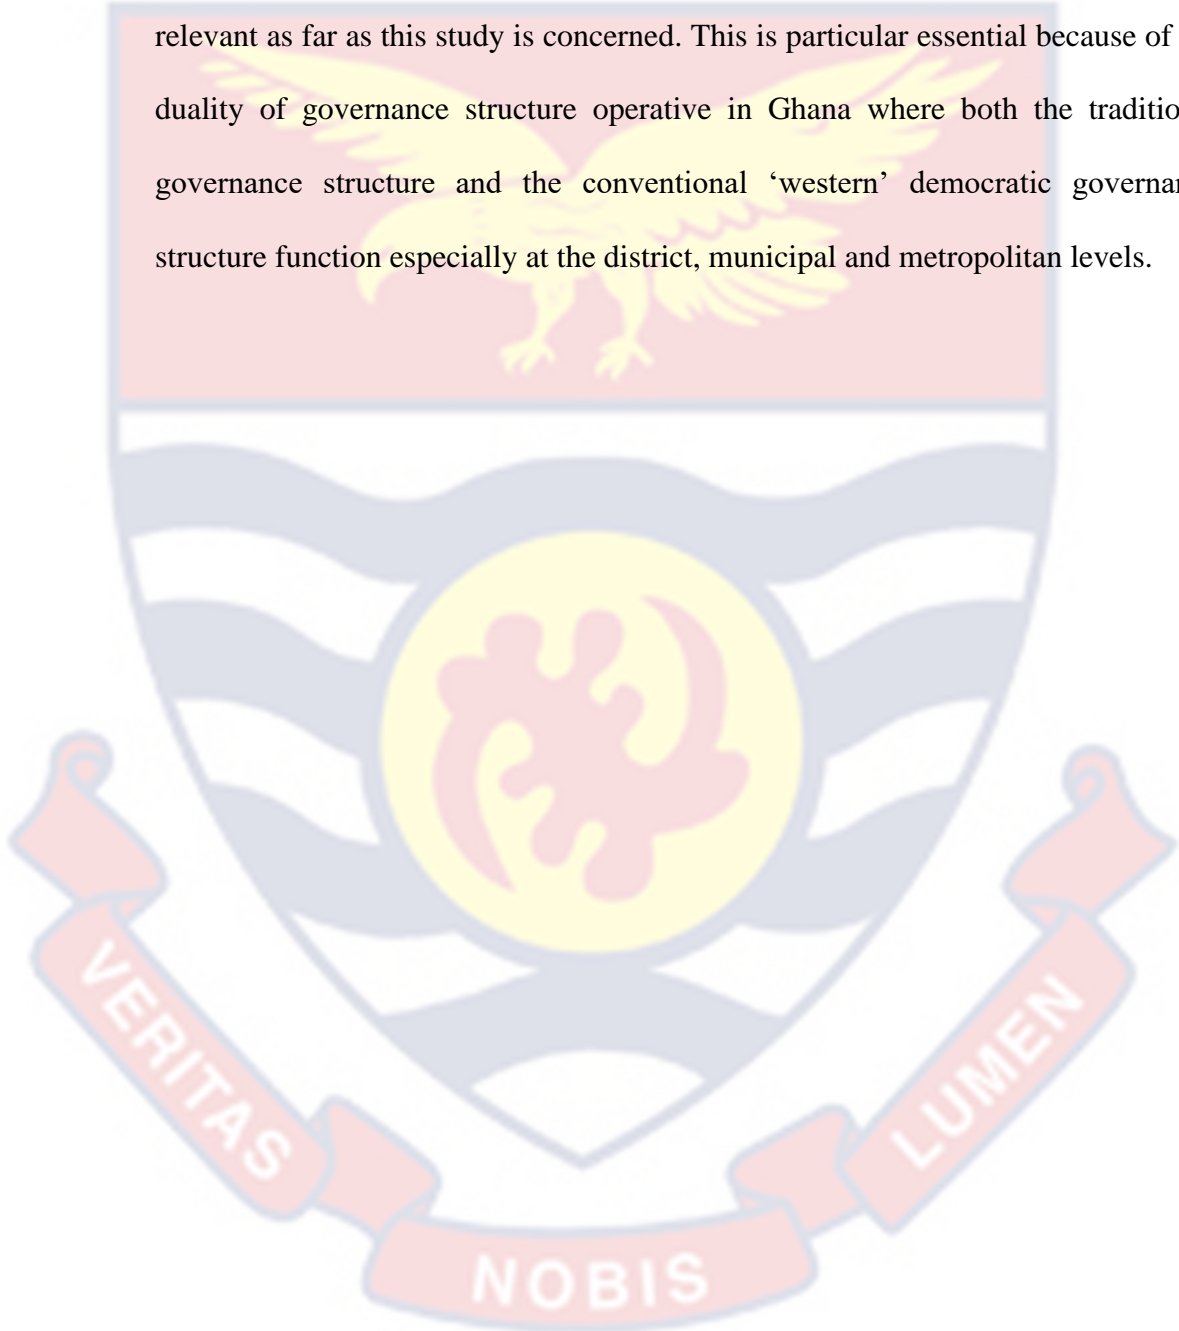 relevant as far as this study is concerned. This is particular essential because of
duality of governance structure operative in Ghana where both the traditio
governance structure and the conventional ‘western’ democratic governa
structure function especially at the district, municipal and metropolitan levels.
VERITAS
NOBIS
LUMEN